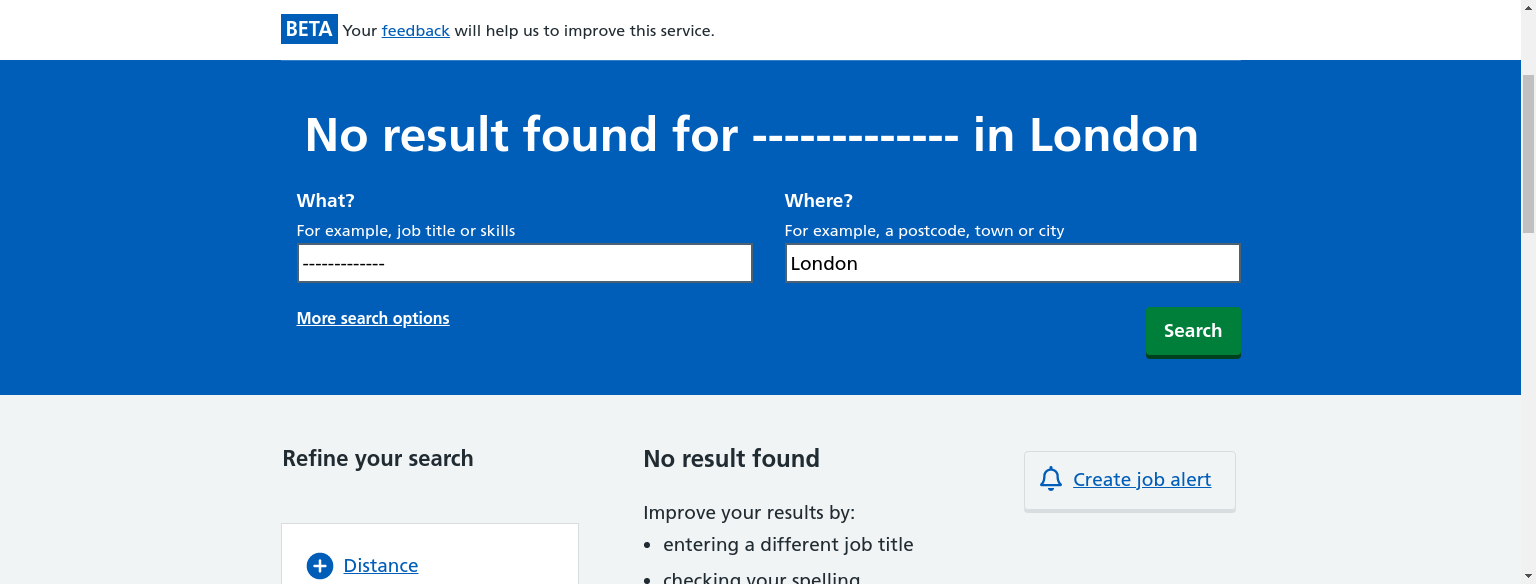 BETA Your feedback will help us to improve this service.
No result found for ------------- in London
What?
For example, job title or skills
-------------
Where?
For example, a postcode, town or city
London
More search options
Search
Refine your search
Distance
No result found
Improve your results by:
entering a different job title
checking your spelling
Create job alert